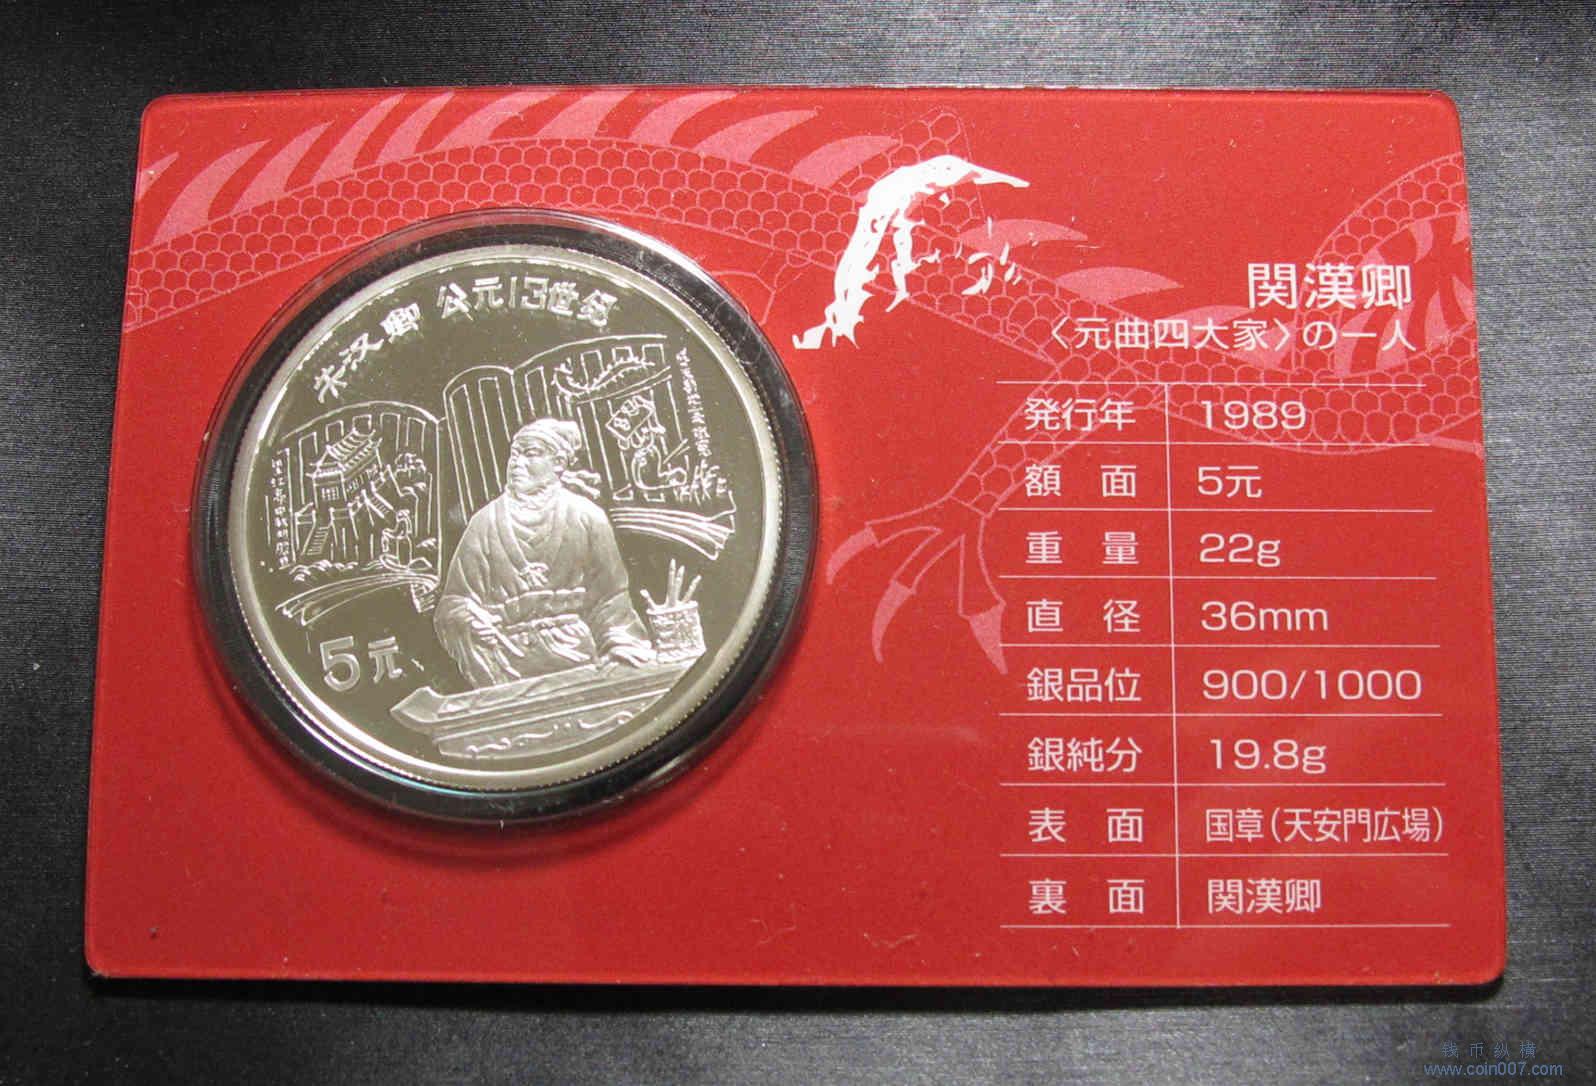 关汉卿 公元13世纪
5元
関漢卿
〈元曲四大家〉の一人
発行年 1989
額面 5元
重量 22g
直径 36mm
銀品位 900/1000
銀純分 19.8g
表面 国章(天安門広場)
裏面 関漢卿
钱币纵横
www.coin007.com